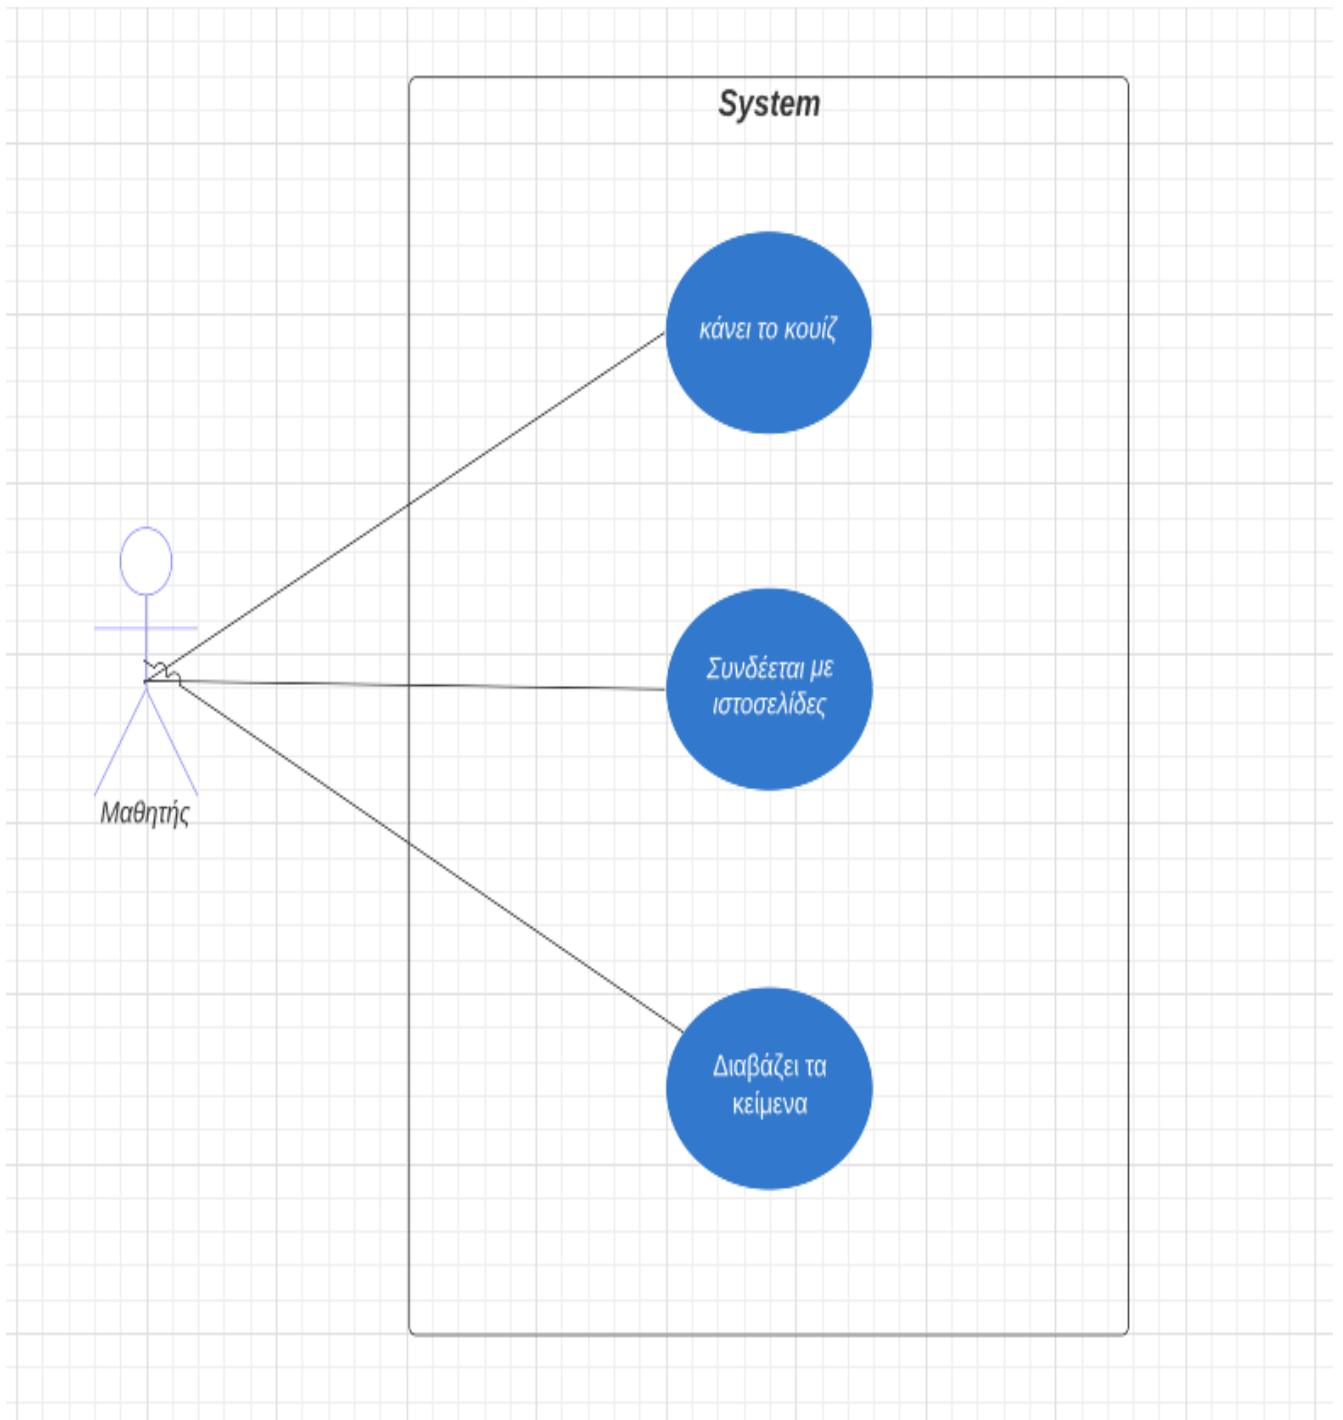 System
κάνει το κουίζ
Συνδέεται με
ιστοσελίδες
Μαθητής
Διαβάζει τα
κείμενα